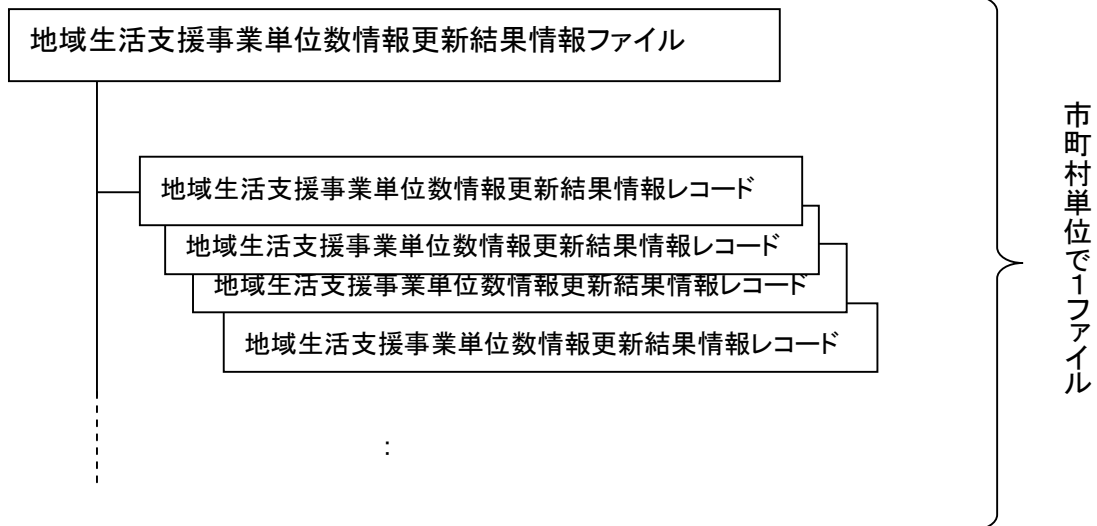 地域生活支援事業単位数情報更新結果情報ファイル
地域生活支援事業単位数情報更新結果情報レコード
地域生活支援事業単位数情報更新結果情報レコード
地域生活支援事業単位数情報更新結果情報レコード
地域生活支援事業単位数情報更新結果情報レコード
:
市町村単位で1ファイル